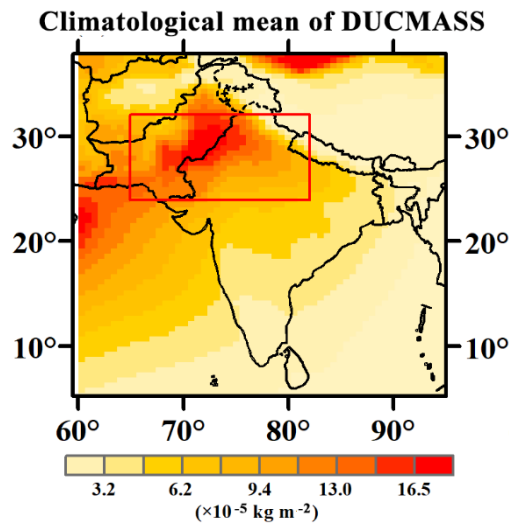 Climatological mean of DUCMASS
30° 30°
20° 20°
10° 10°
60° 70° 80° 90°
3.2 6.2 9.4 13.0 16.5
(×10⁻⁵ kg m⁻²)